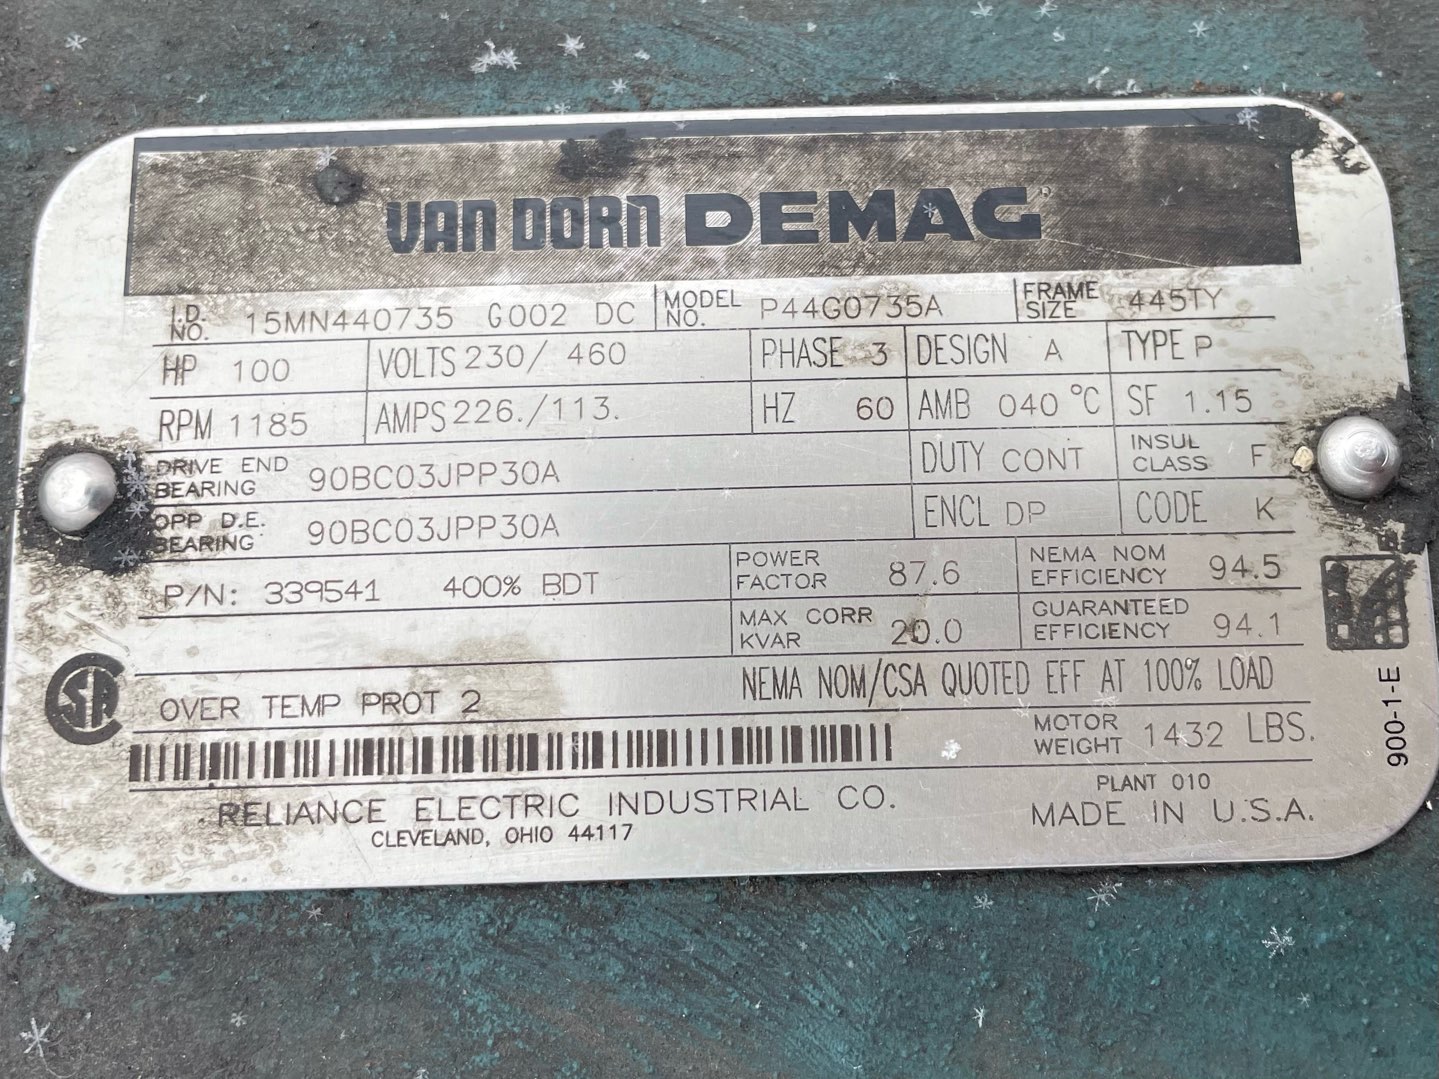 VAN DORN DEMAG®
I.D. NO. 15MN440735 G002 DC MODEL NO. P44G0735A FRAME SIZE 445TY
HP 100 VOLTS 230/ 460 PHASE 3 DESIGN A TYPE P
RPM 1185 AMPS 226./113. HZ 60 AMB 040 °C SF 1.15
DRIVE END BEARING 90BC03JPP30A DUTY CONT INSUL CLASS F
OPP D.E. BEARING 90BC03JPP30A ENCL DP CODE K
P/N: 339541 400% BDT POWER FACTOR 87.6 NEMA NOM EFFICIENCY 94.5
MAX CORR KVAR 20.0 GUARANTEED EFFICIENCY 94.1
NEMA NOM/CSA QUOTED EFF AT 100% LOAD
CSA
OVER TEMP PROT 2
MOTOR WEIGHT 1432 LBS.
900-1-E
RELIANCE ELECTRIC INDUSTRIAL CO.
CLEVELAND, OHIO 44117
PLANT 010
MADE IN U.S.A.